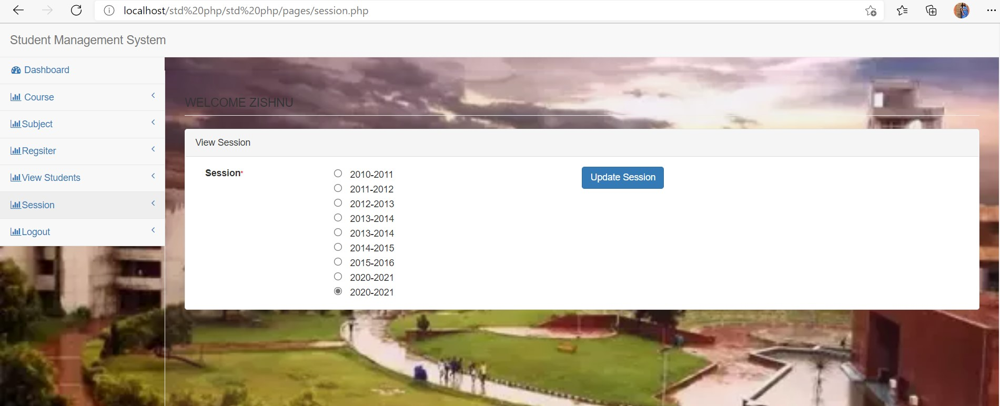 localhost/std%20php/std%20php/pages/session.php
Student Management System
Dashboard
Course
Subject
Regsiter
View Students
Session
Logout
WELCOME ZISHNU
View Session
Session*
2010-2011
2011-2012
2012-2013
2013-2014
2013-2014
2014-2015
2015-2016
2020-2021
2020-2021
Update Session